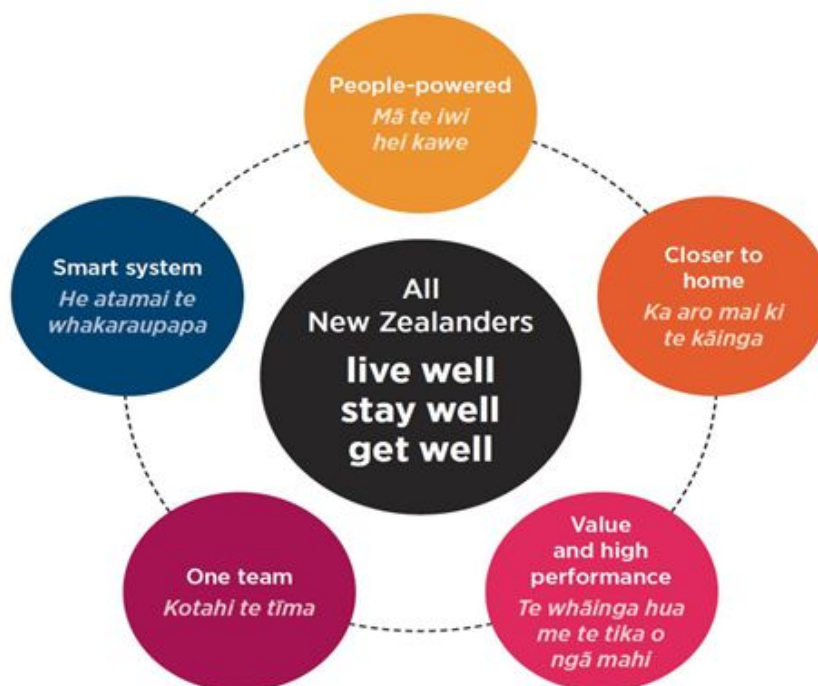 People-powered
Mā te iwi
hei kawe
Smart system
He atamai te
whakaraupapa
All
New Zealanders
live well
stay well
get well
Closer to
home
Ka aro mai ki
te kāinga
One team
Kotahi te tīma
Value
and high
performance
Te whāinga hua
me te tika o
ngā mahi